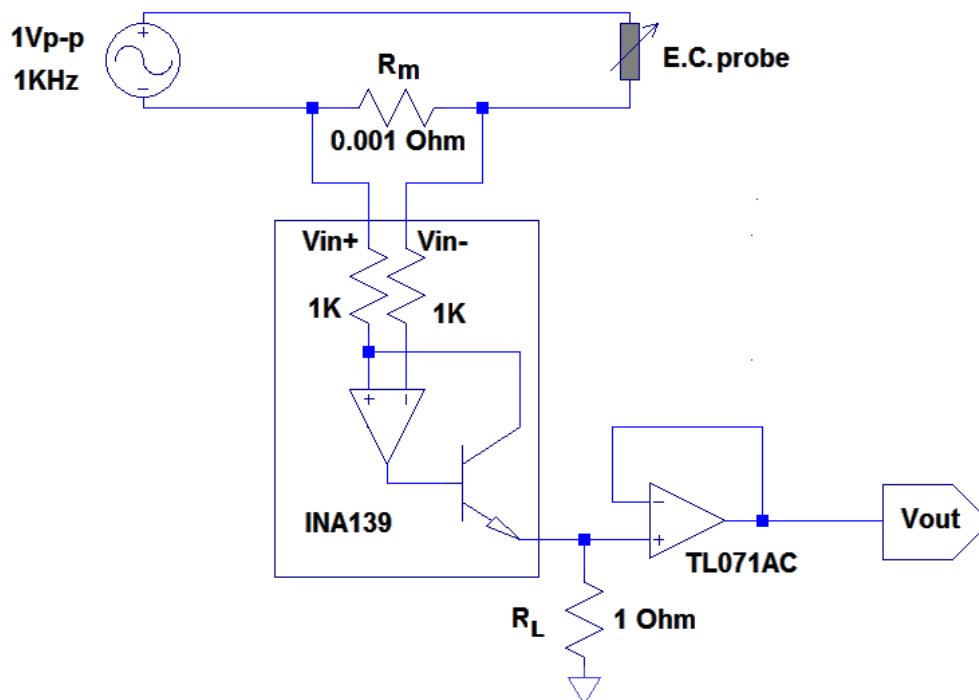 1Vp-p
1KHz
Rm
0.001 Ohm
E.C. probe
Vin+
Vin-
1K
1K
INA139
TL071AC
Vout
RL
1 Ohm